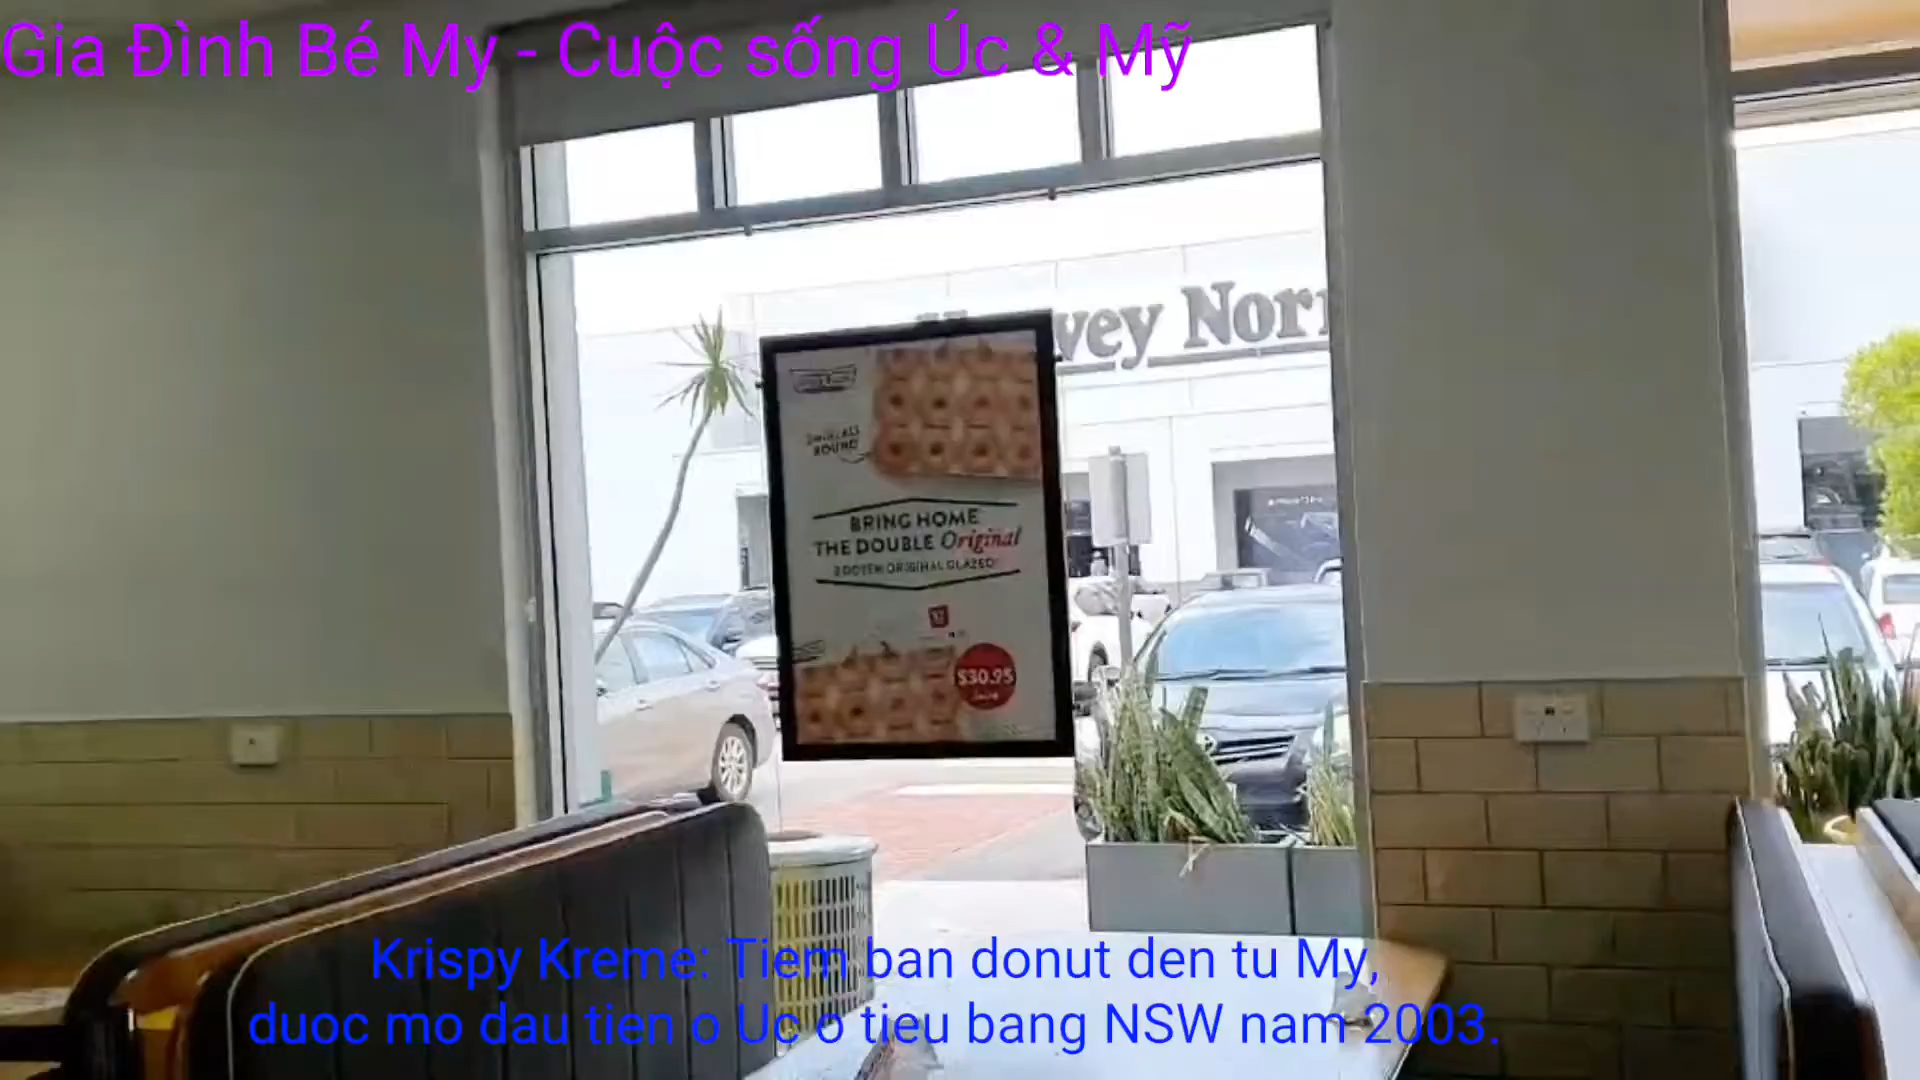 Gia Đình Bé My - Cuộc sống Úc & Mỹ
vey Nor
ROUND
BRING HOME
THE DOUBLE Original
2 DOZEN ORIGINAL GLAZED
$30.95
Krispy Kreme: Tiem ban donut den tu My,
duoc mo dau tien o Uc o tieu bang NSW nam 2003.